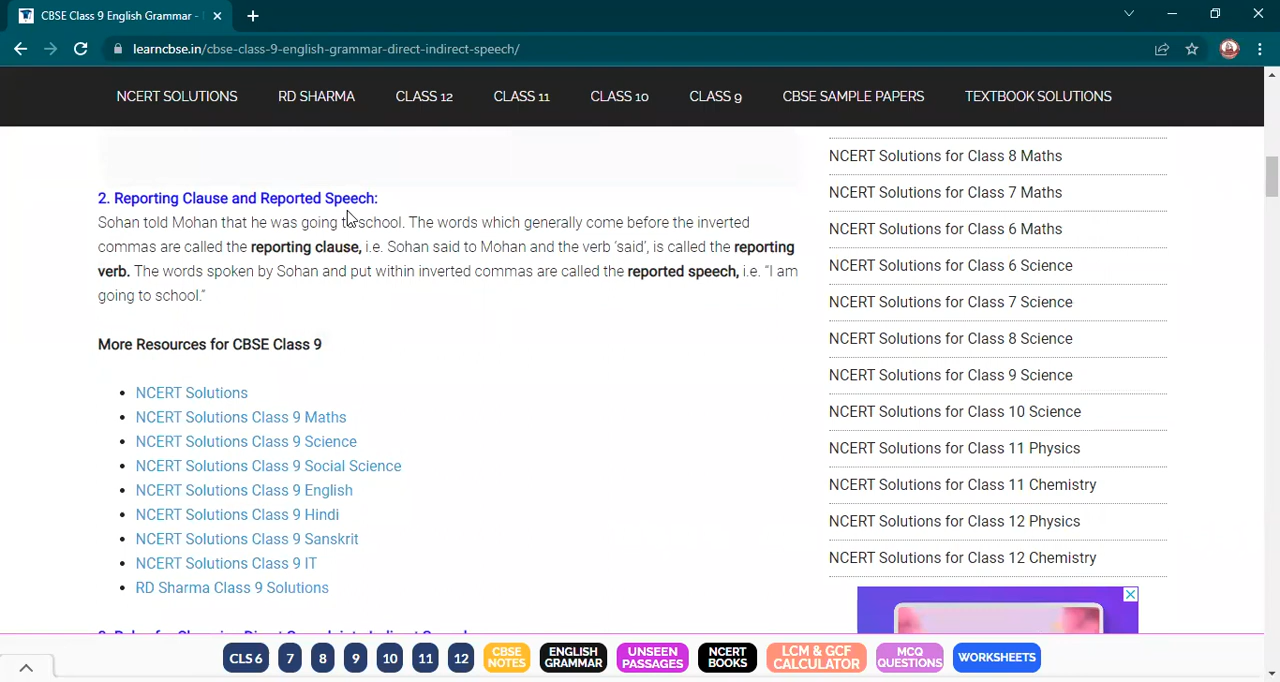 CBSE Class 9 English Grammar -
learncbse.in/cbse-class-9-english-grammar-direct-indirect-speech/
NCERT SOLUTIONS RD SHARMA CLASS 12 CLASS 11 CLASS 10 CLASS 9 CBSE SAMPLE PAPERS TEXTBOOK SOLUTIONS
2. Reporting Clause and Reported Speech:
Sohan told Mohan that he was going to school. The words which generally come before the inverted
commas are called the reporting clause, i.e. Sohan said to Mohan and the verb ‘said’, is called the reporting
verb. The words spoken by Sohan and put within inverted commas are called the reported speech, i.e. “I am
going to school.”
More Resources for CBSE Class 9
• NCERT Solutions
• NCERT Solutions Class 9 Maths
• NCERT Solutions Class 9 Science
• NCERT Solutions Class 9 Social Science
• NCERT Solutions Class 9 English
• NCERT Solutions Class 9 Hindi
• NCERT Solutions Class 9 Sanskrit
• NCERT Solutions Class 9 IT
• RD Sharma Class 9 Solutions
NCERT Solutions for Class 8 Maths
NCERT Solutions for Class 7 Maths
NCERT Solutions for Class 6 Maths
NCERT Solutions for Class 6 Science
NCERT Solutions for Class 7 Science
NCERT Solutions for Class 8 Science
NCERT Solutions for Class 9 Science
NCERT Solutions for Class 10 Science
NCERT Solutions for Class 11 Physics
NCERT Solutions for Class 11 Chemistry
NCERT Solutions for Class 12 Physics
NCERT Solutions for Class 12 Chemistry
CLS 6 7 8 9 10 11 12 CBSE NOTES ENGLISH GRAMMAR UNSEEN PASSAGES NCERT BOOKS LCM & GCF CALCULATOR MCQ QUESTIONS WORKSHEETS